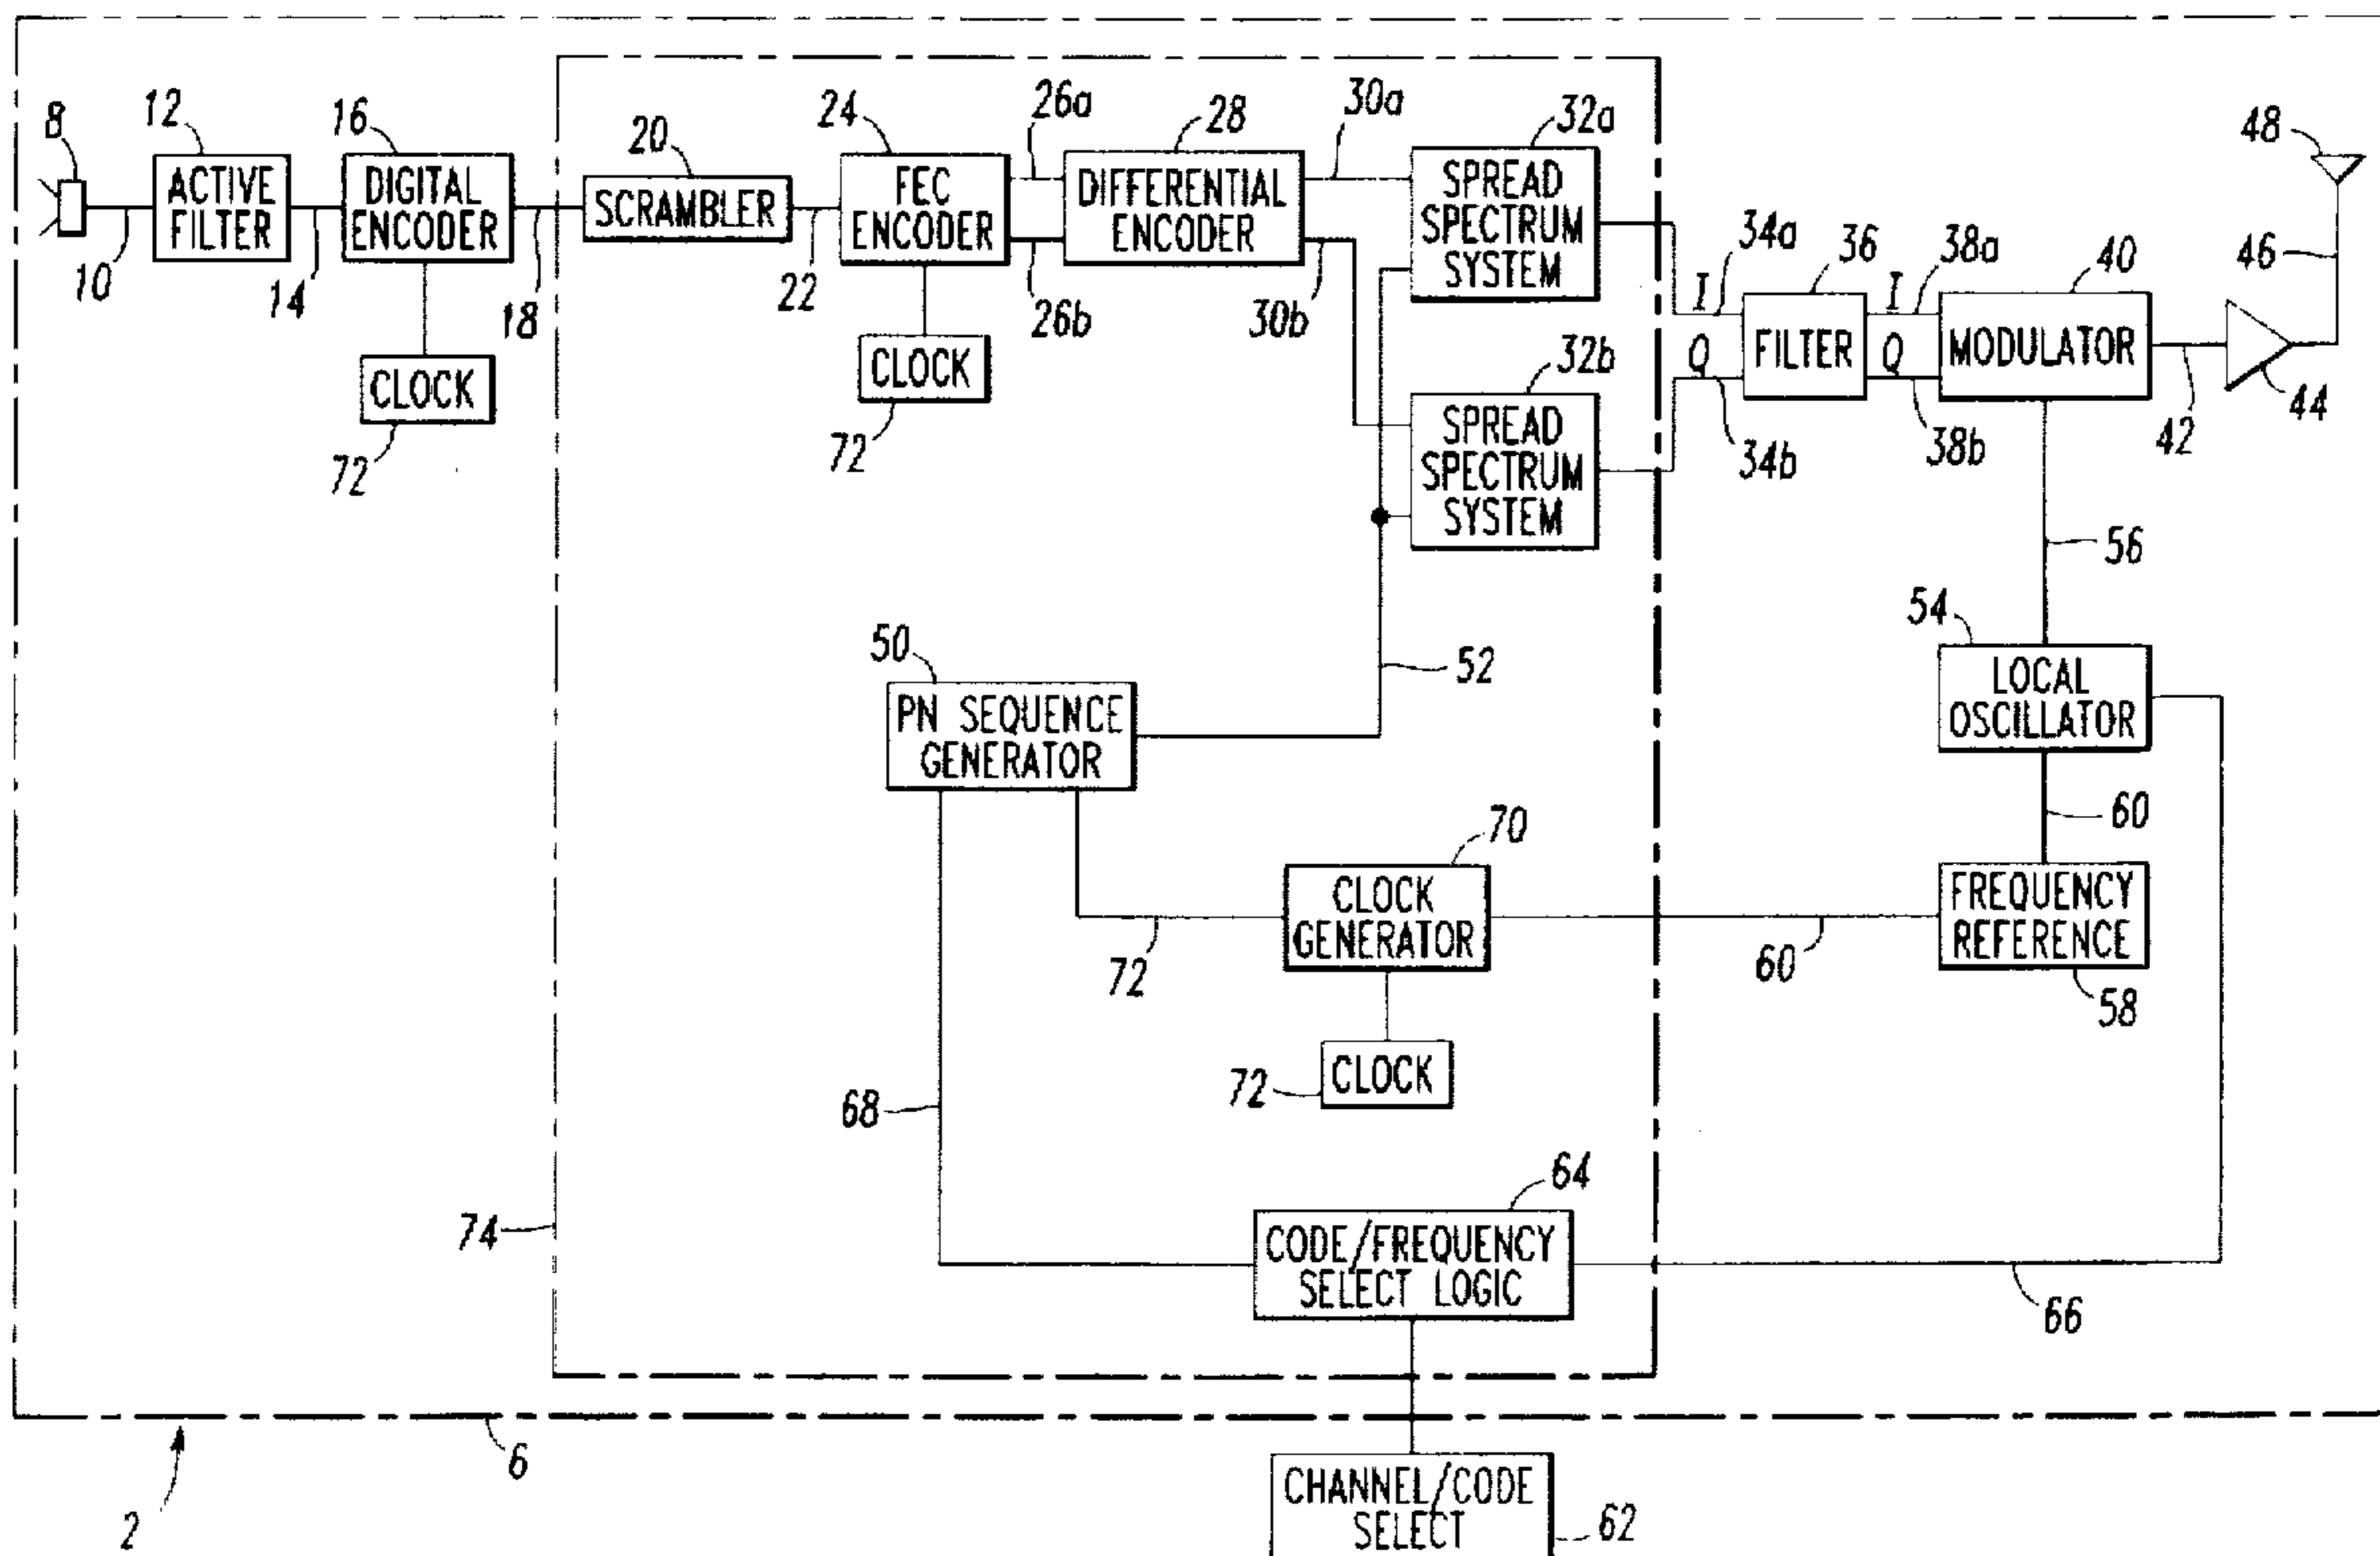 8
12
16
20
24
26a
28
30a
32a
48
ACTIVE
FILTER
DIGITAL
ENCODER
SCRAMBLER
FEC
ENCODER
DIFFERENTIAL
ENCODER
SPREAD
SPECTRUM
SYSTEM
10
14
18
22
26b
30b
I
34a
36
I
38a
40
46
Q
FILTER
Q
MODULATOR
CLOCK
72
CLOCK
72
32b
34b
38b
42
44
SPREAD
SPECTRUM
SYSTEM
56
50
52
54
PN SEQUENCE
GENERATOR
LOCAL
OSCILLATOR
60
70
CLOCK
GENERATOR
72
60
FREQUENCY
REFERENCE
58
72
CLOCK
68
64
74
CODE/FREQUENCY
SELECT LOGIC
66
2
6
CHANNEL/CODE
SELECT
62